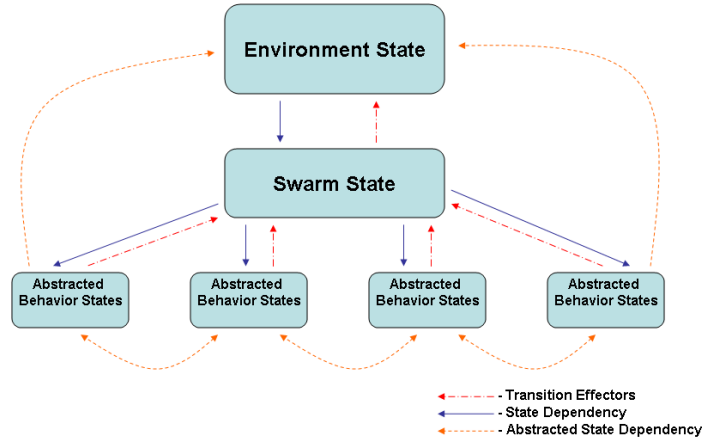 Environment State
Swarm State
Abstracted
Behavior States
Abstracted
Behavior States
Abstracted
Behavior States
Abstracted
Behavior States
- Transition Effectors
- State Dependency
- Abstracted State Dependency